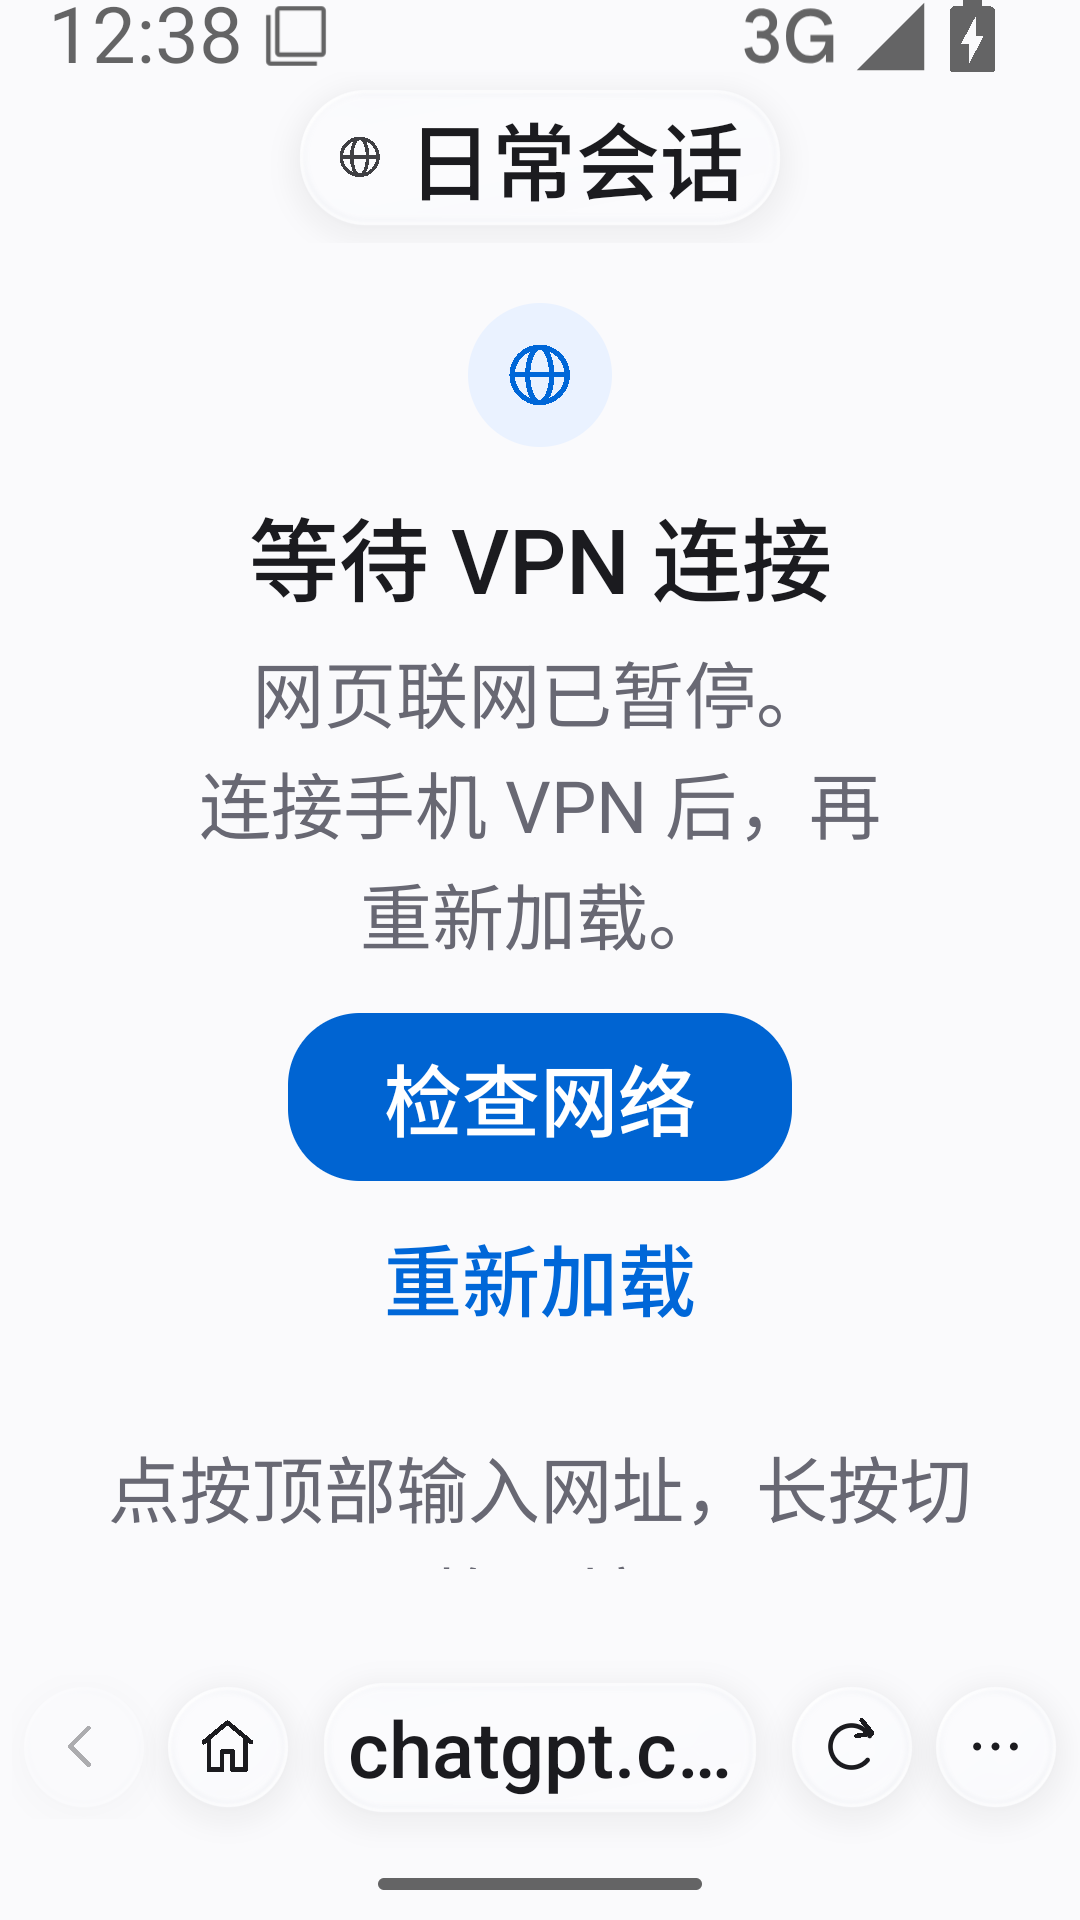 12:38
3G
日常会话
等待 VPN 连接
网页联网已暂停。
连接手机 VPN 后，再
重新加载。
检查网络
重新加载
点按顶部输入网址，长按切
chatgpt.c...